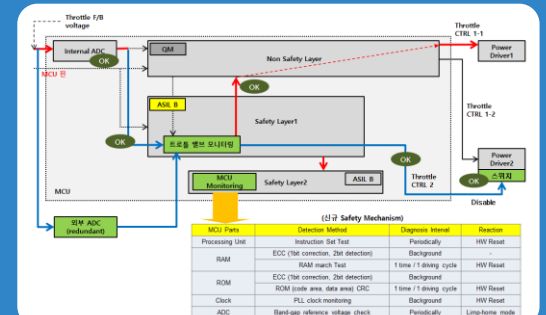 Throttle F/B
voltage
Internal ADC
OK
QM
Non Safety Layer
Throttle
CTRL 1-1
Power
Driver1
MCU 핀
OK
ASIL B
Safety Layer1
Throttle
CTRL 1-2
OK
트로틀 밸브 모니터링
OK
Power
Driver2
스위치
OK
MCU
Monitoring
Safety Layer2
ASIL B
Throttle
CTRL 2
MCU
Disable
외부 ADC
(redundant)
(신규 Safety Mechanism)
MCU Parts Detection Method Diagnosis Interval Reaction
Processing Unit Instruction Set Test Periodically HW Reset
RAM ECC (1bit correction, 2bit detection) Background -
RAM march Test 1 time / 1 driving cycle HW Reset
ROM ECC (1bit correction, 2bit detection) Background
ROM (code area, data area) CRC 1 time / 1 driving cycle HW Reset
Clock PLL clock monitoring Background HW Reset
ADC Band-gap reference voltage check Periodically Limp-home mode